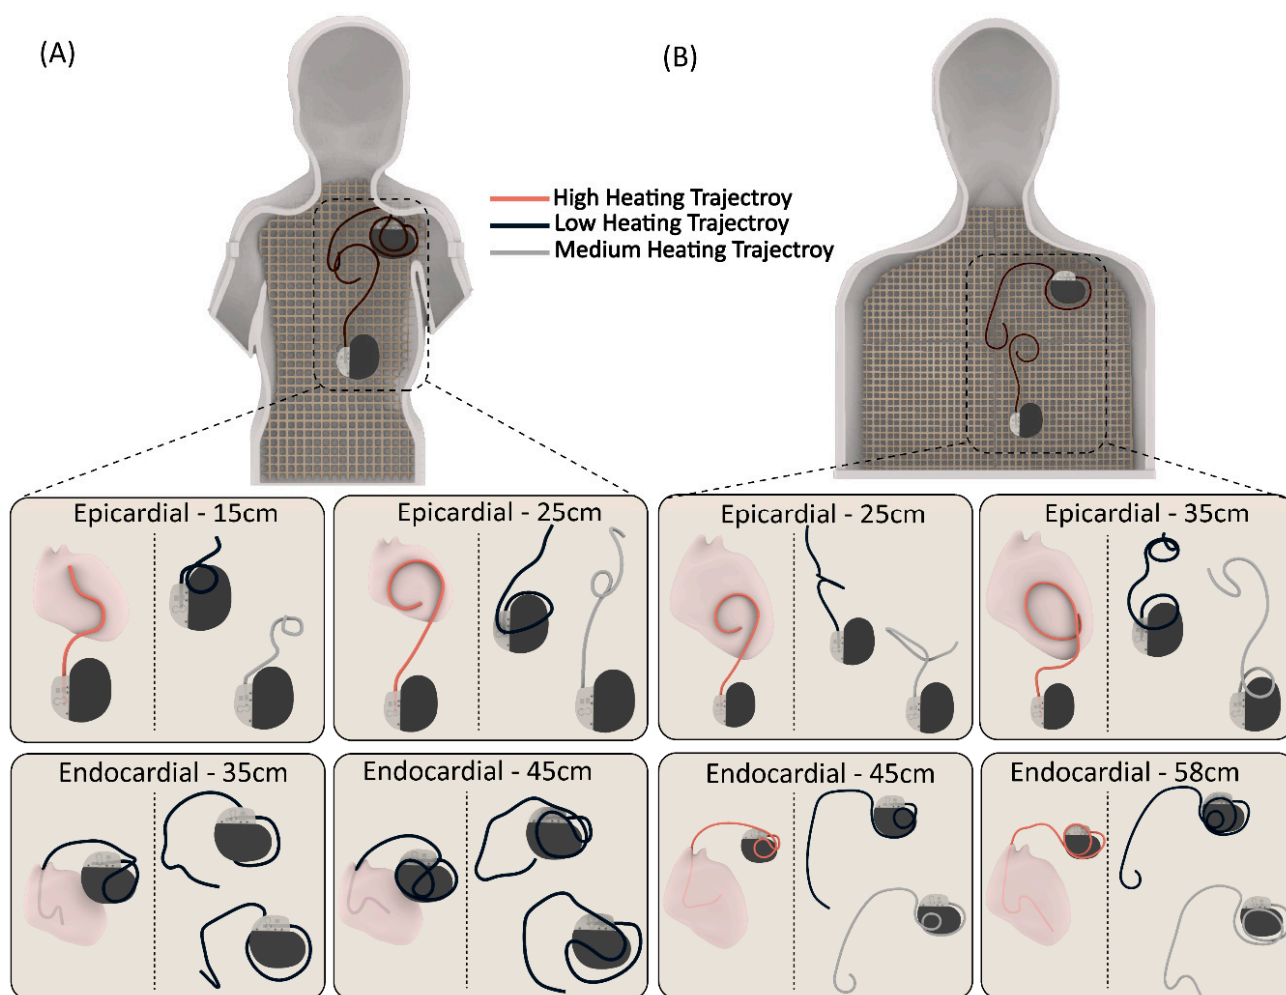 (A)
(B)
High Heating Trajectroy
Low Heating Trajectroy
Medium Heating Trajectroy
Epicardial - 15cm
Epicardial - 25cm
Epicardial - 25cm
Epicardial - 35cm
Endocardial - 35cm
Endocardial - 45cm
Endocardial - 45cm
Endocardial - 58cm